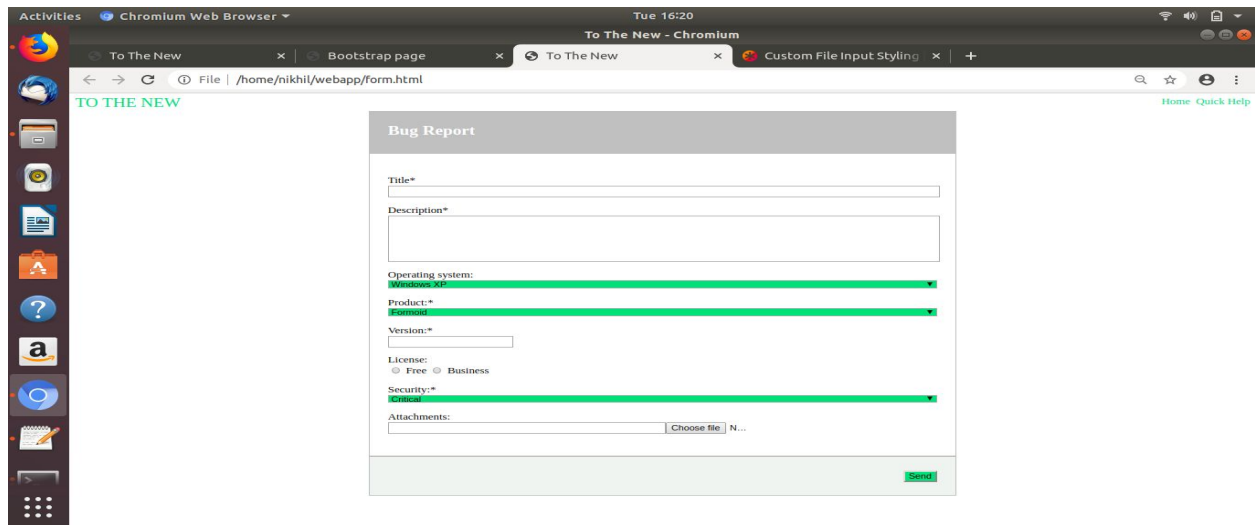 Activities Chromium Web Browser Tue 16:20
To The New - Chromium
To The New Bootstrap page To The New Custom File Input Styling
File | /home/nikhil/webapp/form.html
TO THE NEW Home Quick Help
Bug Report
Title*
Description*
Operating system:
Windows XP
Product:*
Formoid
Version:*
License:
Free Business
Security:*
Critical
Attachments:
Choose file N...
Send